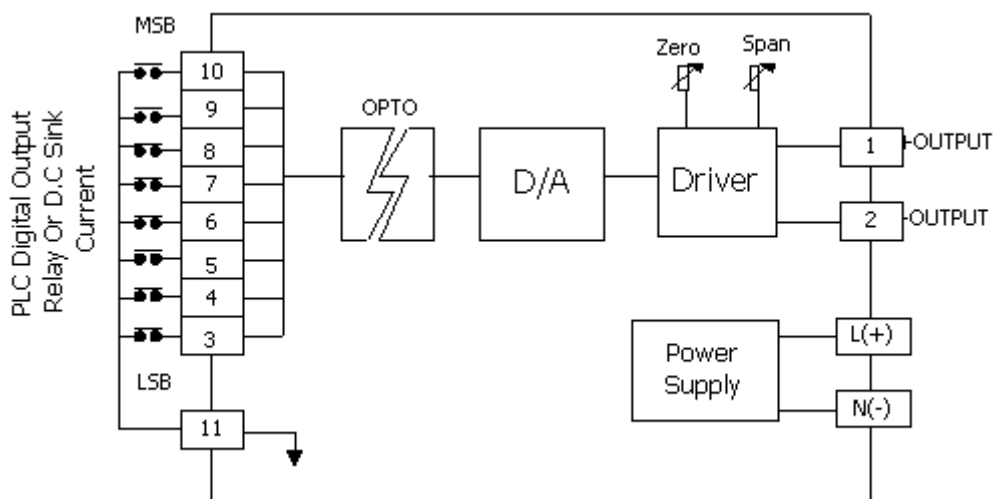 MSB
10
9
8
7
6
5
4
3
LSB
11
PLC Digital Output
Relay Or D.C Sink
Current
OPTO
D/A
Zero
Span
Driver
1
+OUTPUT
2
-OUTPUT
Power
Supply
L(+)
N(-)